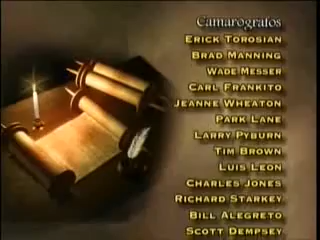 Camarografos
Erick Torosian
Brad Manning
Wade Messer
Carl Frankito
Jeanne Wheaton
Park Lane
Larry Pyburn
Tim Brown
Luis Leon
Charles Jones
Richard Starkey
Bill Alegreto
Scott Dempsey